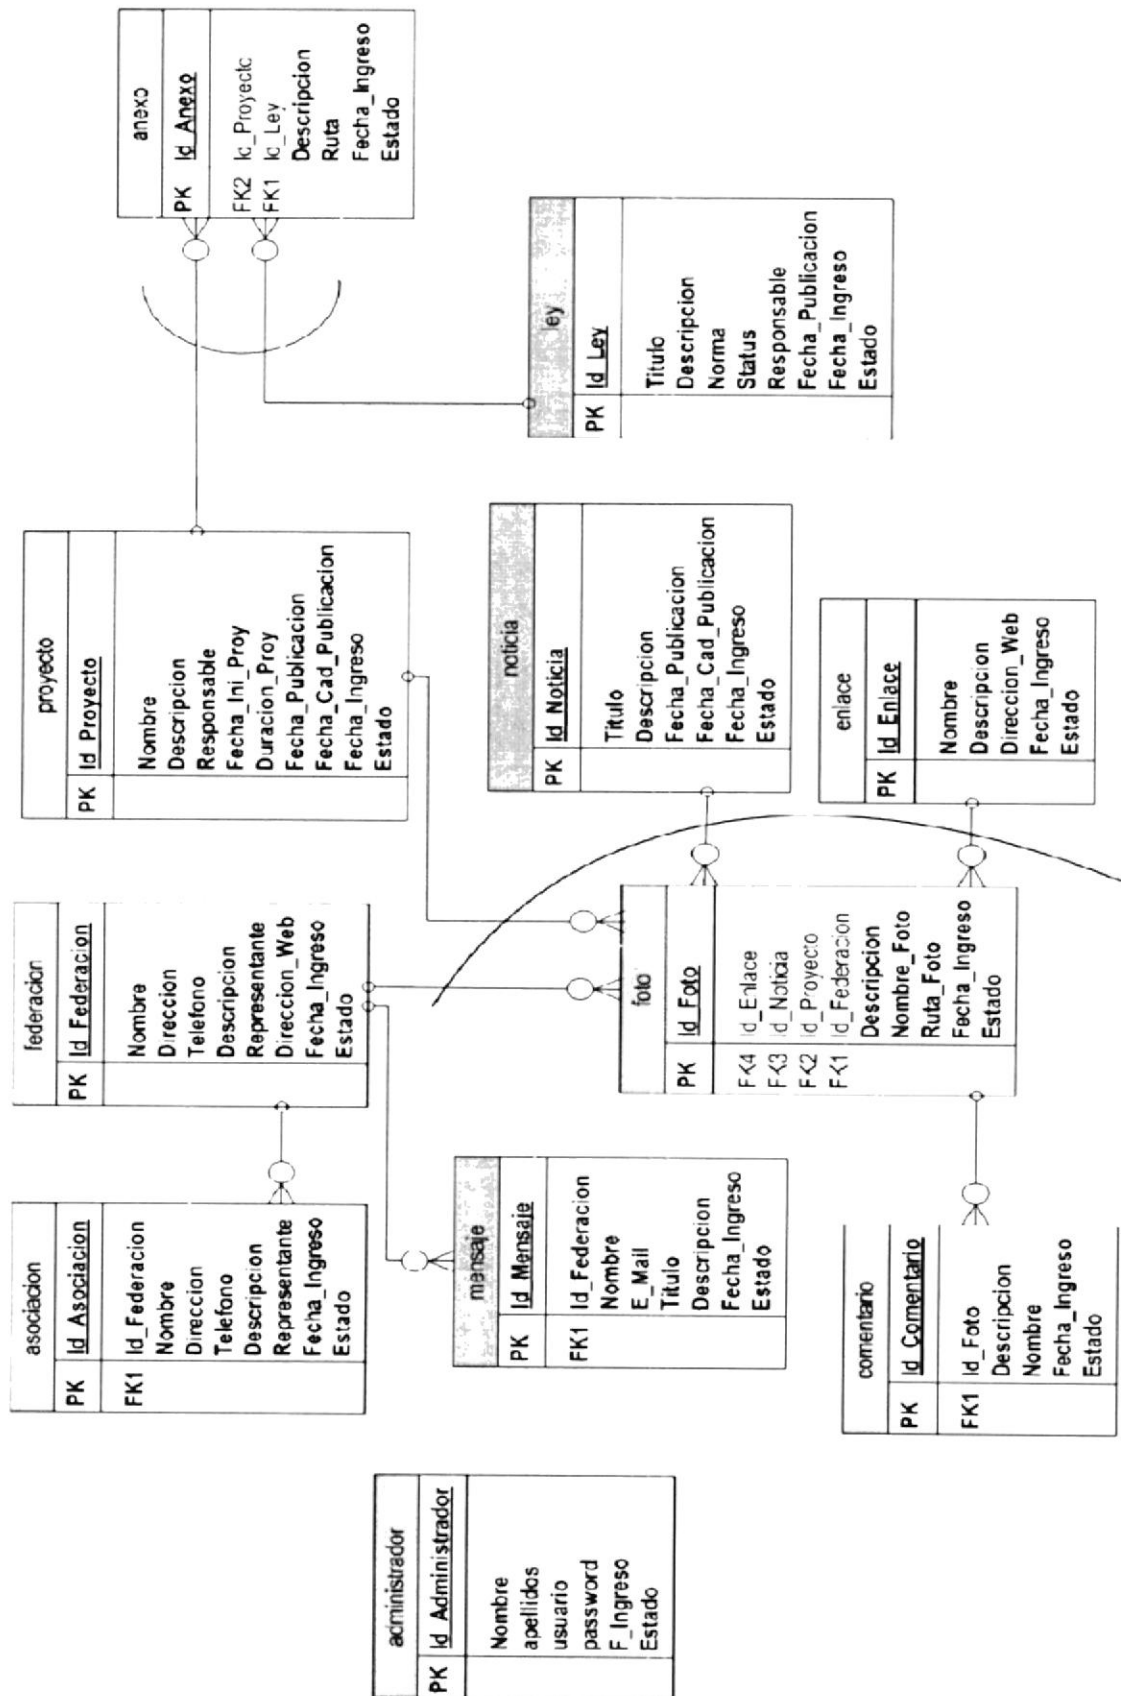 asociacion
PK Id_Asociacion
FK1 Id_Federacion
Nombre
Direccion
Telefono
Descripcion
Representante
Fecha_Ingreso
Estado
federacion
PK Id_Federacion
Nombre
Direccion
Telefono
Descripcion
Representante
Direccion_Web
Fecha_Ingreso
Estado
proyecto
PK Id_Proyecto
Nombre
Descripcion
Responsable
Fecha_Ini_Proy
Duracion_Proy
Fecha_Publicacion
Fecha_Cad_Publicacion
Fecha_Ingreso
Estado
anexo
PK Id_Anexo
FK2 Id_Proyecto
FK1 Id_Ley
Descripcion
Ruta
Fecha_Ingreso
Estado
administrador
PK Id_Administrador
Nombre
apellidos
usuario
password
F_Ingreso
Estado
mensaje
PK Id_Mensaje
FK1 Id_Federacion
Nombre
E_Mail
Titulo
Descripcion
Fecha_Ingreso
Estado
noticia
PK Id_Noticia
Titulo
Descripcion
Fecha_Publicacion
Fecha_Cad_Publicacion
Fecha_Ingreso
Estado
ley
PK Id_Ley
Titulo
Descripcion
Norma
Status
Responsable
Fecha_Publicacion
Fecha_Ingreso
Estado
foto
PK Id_Foto
FK4 Id_Enlace
FK3 Id_Noticia
FK2 Id_Proyecto
FK1 Id_Federacion
Descripcion
Nombre_Foto
Ruta_Foto
Fecha_Ingreso
Estado
comentario
PK Id_Comentario
FK1 Id_Foto
Descripcion
Nombre
Fecha_Ingreso
Estado
enlace
PK Id_Enlace
Nombre
Descripcion
Direccion_Web
Fecha_Ingreso
Estado